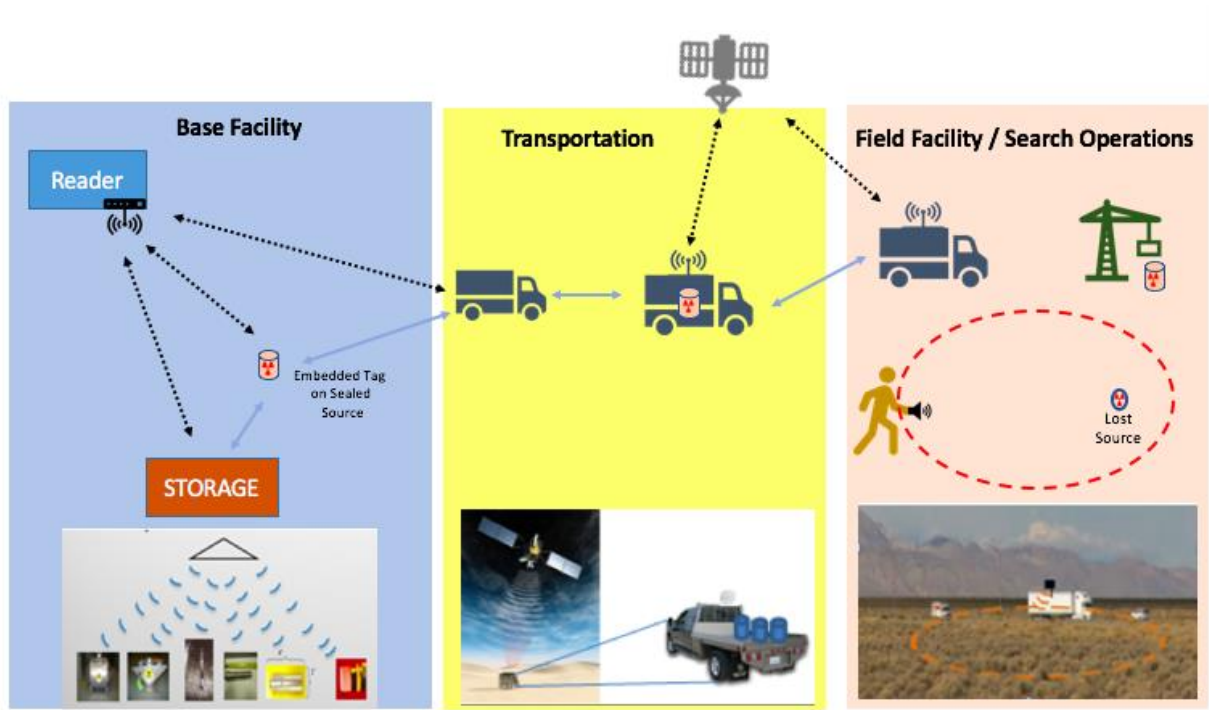 Base Facility
Transportation
Field Facility / Search Operations
Reader
Embedded Tag
on Sealed
Source
Lost
Source
STORAGE